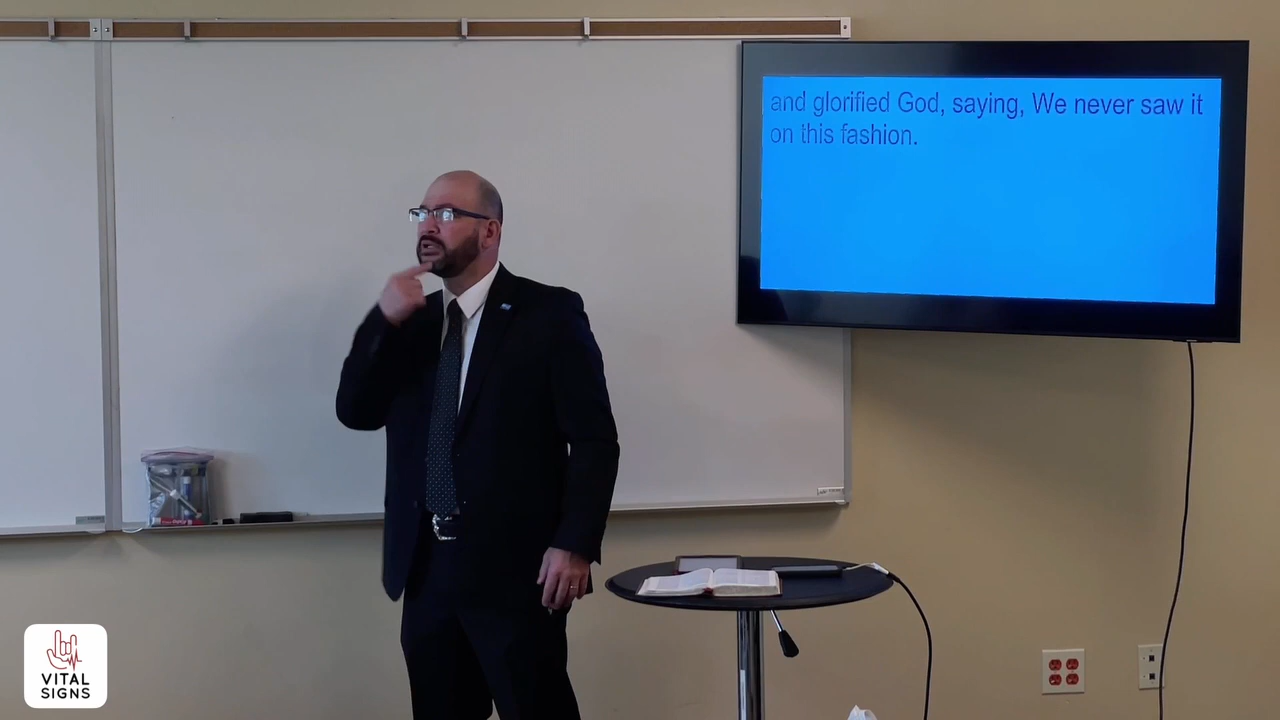 and glorified God, saying, We never saw it
on this fashion.
VITAL
SIGNS